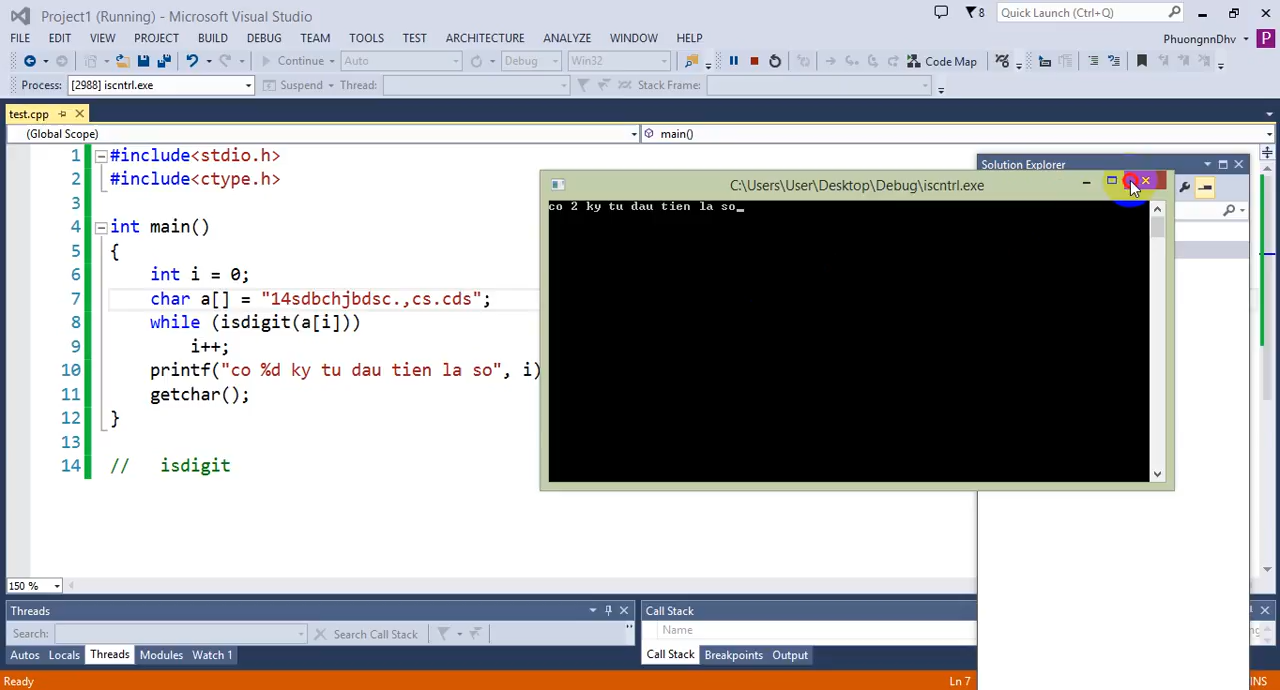 Project1 (Running) - Microsoft Visual Studio
8
Quick Launch (Ctrl+Q)
FILE EDIT VIEW PROJECT BUILD DEBUG TEAM TOOLS TEST ARCHITECTURE ANALYZE WINDOW HELP
PhuongnnDhv P
Continue Auto Debug Win32 Code Map
Process: [2988] iscntrl.exe Suspend Thread: Stack Frame:
test.cpp
(Global Scope) main()
1 #include<stdio.h>
2 #include<ctype.h>
3
4 int main()
5 {
6 int i = 0;
7 char a[] = "14sdbchjbdsc.,cs.cds";
8 while (isdigit(a[i]))
9 i++;
10 printf("co %d ky tu dau tien la so", i)
11 getchar();
12 }
13
14 // isdigit
Solution Explorer
C:\Users\User\Desktop\Debug\iscntrl.exe
co 2 ky tu dau tien la so_
150 %
Threads
Search: Search Call Stack
Autos Locals Threads Modules Watch 1
Call Stack
Name
Call Stack Breakpoints Output
Ready Ln 7 INS